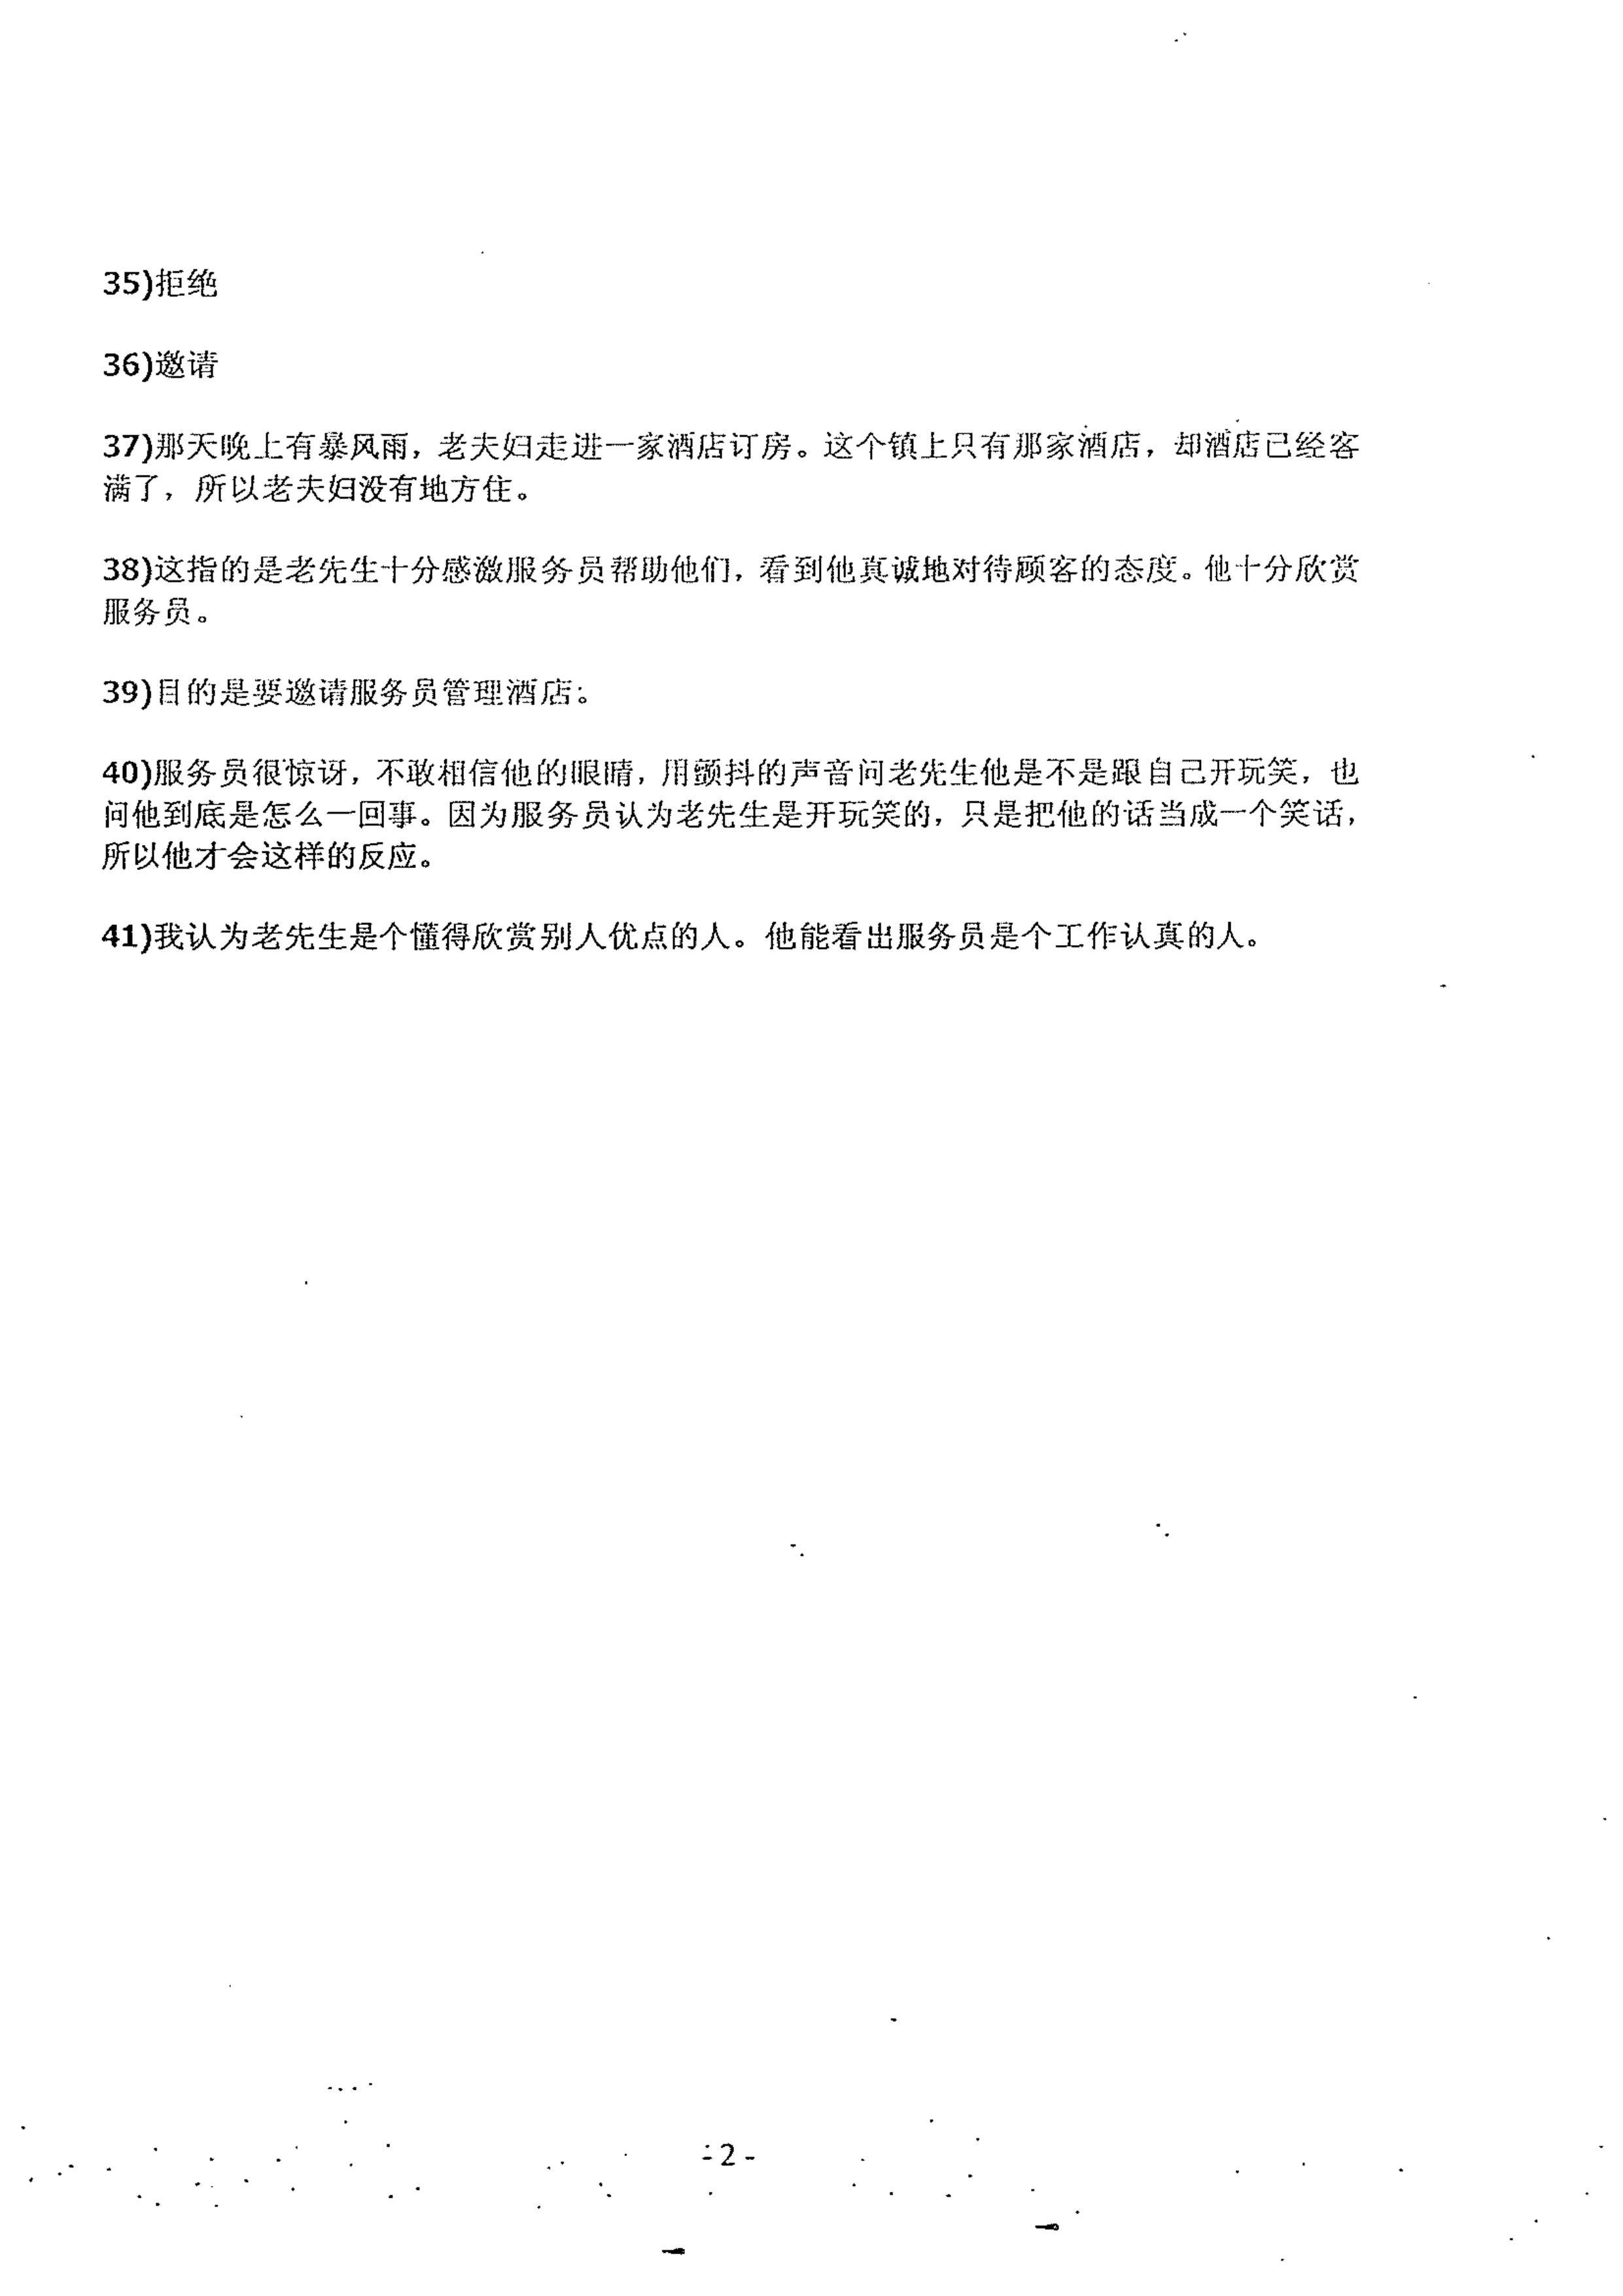 35)拒绝
36)邀请
37)那天晚上有暴风雨，老夫妇走进一家酒店订房。这个镇上只有那家酒店，却酒店已经客
满了，所以老夫妇没有地方住。
38)这指的是老先生十分感激服务员帮助他们，看到他真诚地对待顾客的态度。他十分欣赏
服务员。
39)目的是要邀请服务员管理酒店。
40)服务员很惊讶，不敢相信他的眼睛，用颤抖的声音问老先生他是不是跟自己开玩笑，也
问他到底是怎么一回事。因为服务员认为老先生是开玩笑的，只是把他的话当成一个笑话，
所以他才会这样的反应。
41)我认为老先生是个懂得欣赏别人优点的人。他能看出服务员是个工作认真的人。
-2-